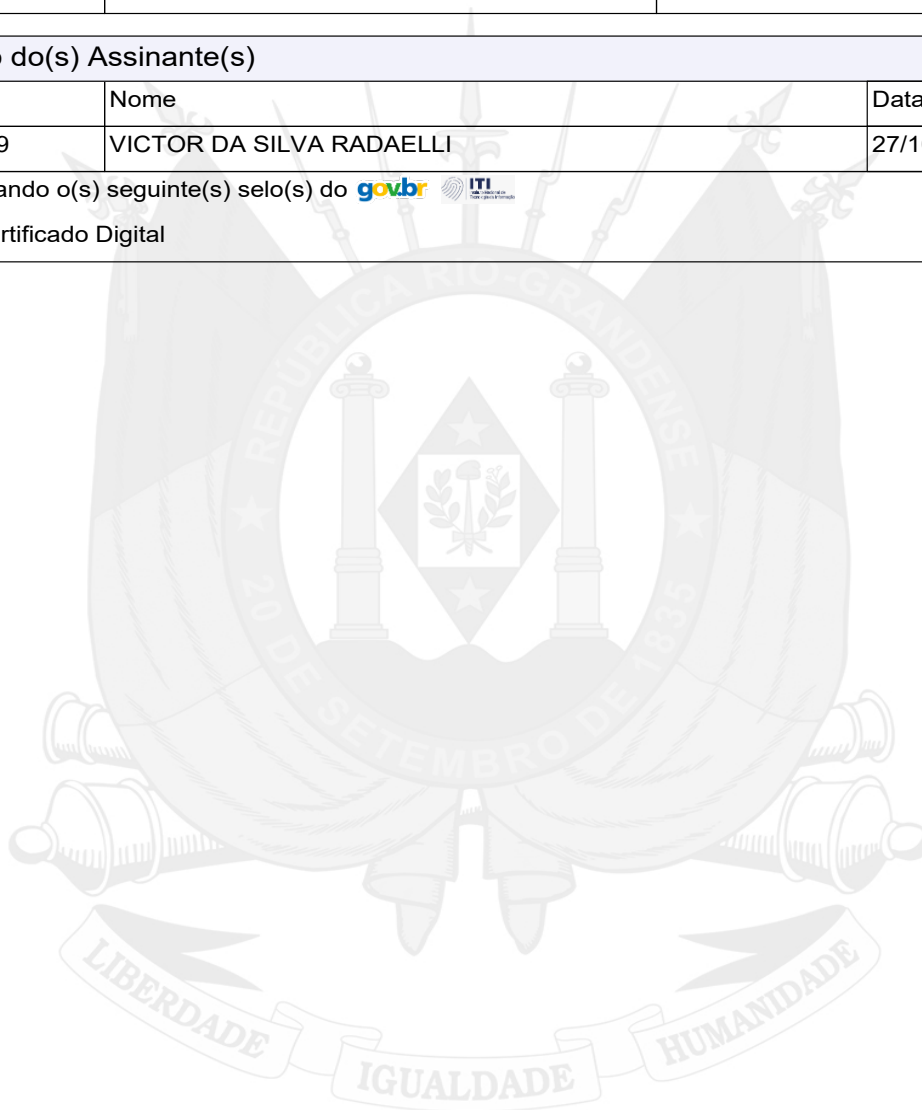 o do(s) Assinante(s)
Nome Data
9 VICTOR DA SILVA RADAELLI 27/1
ando o(s) seguinte(s) selo(s) do gov.br ITI
rtificado Digital
REPÚBLICA RIO-GRANDENSE
20 DE SETEMBRO DE 1835
LIBERDADE IGUALDADE HUMANIDADE